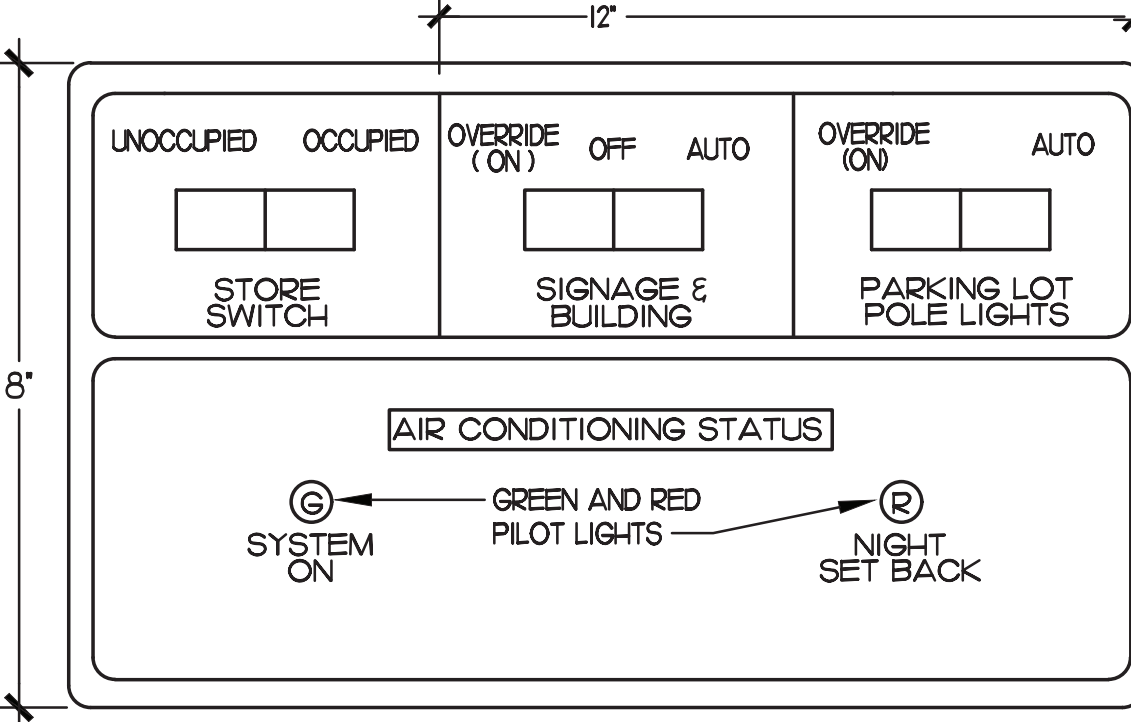 12"
UNOCCUPIED OCCUPIED
OVERRIDE
(ON) OFF AUTO
OVERRIDE
(ON) AUTO
STORE
SWITCH
SIGNAGE &
BUILDING
PARKING LOT
POLE LIGHTS
8"
AIR CONDITIONING STATUS
G
GREEN AND RED
PILOT LIGHTS
R
SYSTEM
ON
NIGHT
SET BACK